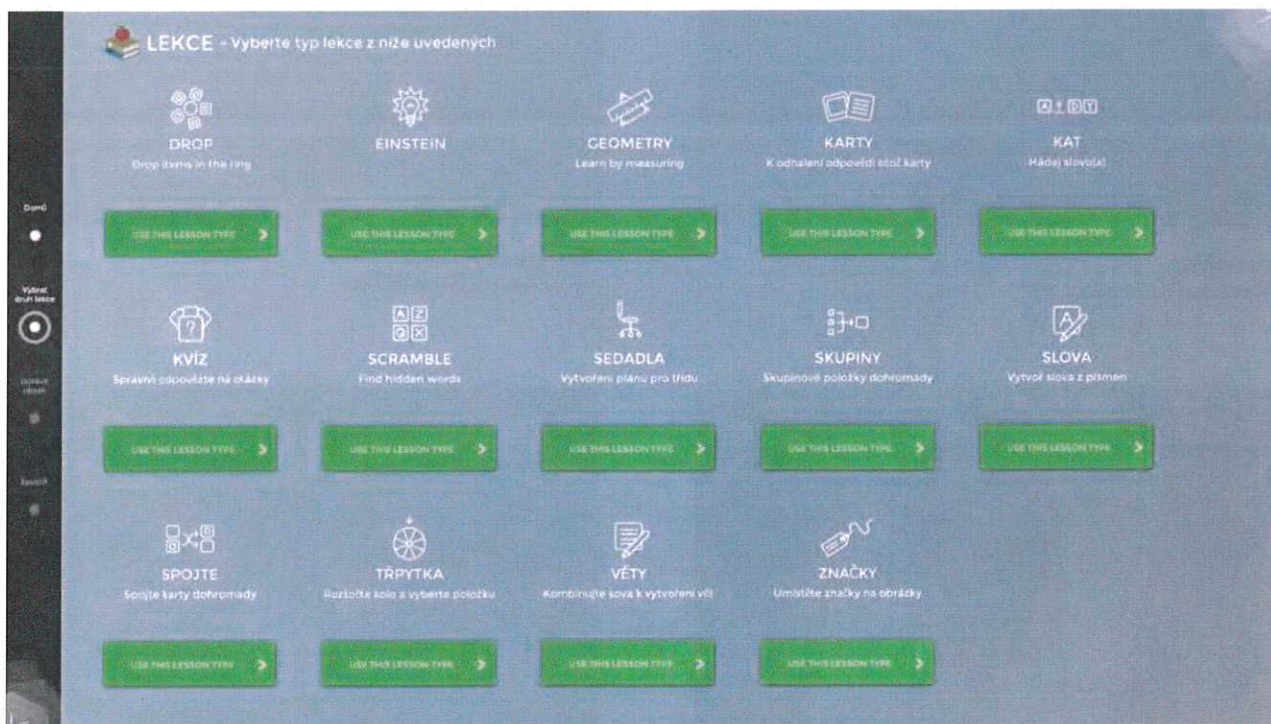 LEKCE - Vyberte typ lekce z níže uvedených
DROP
Drop items in the ring
EINSTEIN
GEOMETRY
Learn by measuring
KARTY
K odhalení odpovědi otoč karty
A T D Y
KAT
Hádej slovo(a)
Domů
USE THIS LESSON TYPE
USE THIS LESSON TYPE
USE THIS LESSON TYPE
USE THIS LESSON TYPE
USE THIS LESSON TYPE
Vybrat
druh lekce
?
KVÍZ
Správně odpovězte na otázky
A Z
Q X
SCRAMBLE
Find hidden words
SEDADLA
Vytvoření plánu pro třídu
SKUPINY
Skupinové položky dohromady
A
SLOVA
Vytvoř slova z písmen
USE THIS LESSON TYPE
USE THIS LESSON TYPE
USE THIS LESSON TYPE
USE THIS LESSON TYPE
USE THIS LESSON TYPE
SPOJTE
Spojte karty dohromady
TŘPYTKA
Roztočte kolo a vyberte položku
VĚTY
Kombinujte slova k vytvoření vět
ZNAČKY
Umístěte značky na obrázky
USE THIS LESSON TYPE
USE THIS LESSON TYPE
USE THIS LESSON TYPE
USE THIS LESSON TYPE